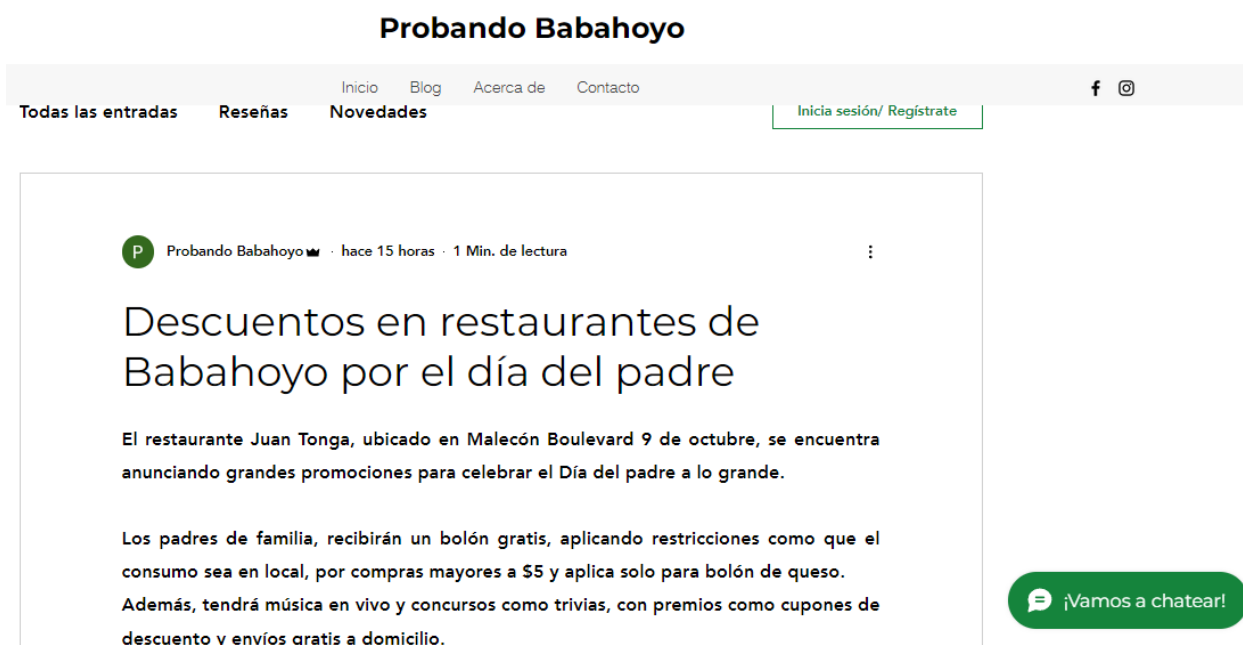 Probando Babahoyo
Inicio Blog Acerca de Contacto
Todas las entradas Reseñas Novedades Inicia sesión/ Regístrate
P Probando Babahoyo · hace 15 horas · 1 Min. de lectura
Descuentos en restaurantes de
Babahoyo por el día del padre
El restaurante Juan Tonga, ubicado en Malecón Boulevard 9 de octubre, se encuentra
anunciando grandes promociones para celebrar el Día del padre a lo grande.
Los padres de familia, recibirán un bolón gratis, aplicando restricciones como que el
consumo sea en local, por compras mayores a $5 y aplica solo para bolón de queso.
Además, tendrá música en vivo y concursos como trivias, con premios como cupones de
descuento y envíos gratis a domicilio.
¡Vamos a chatear!